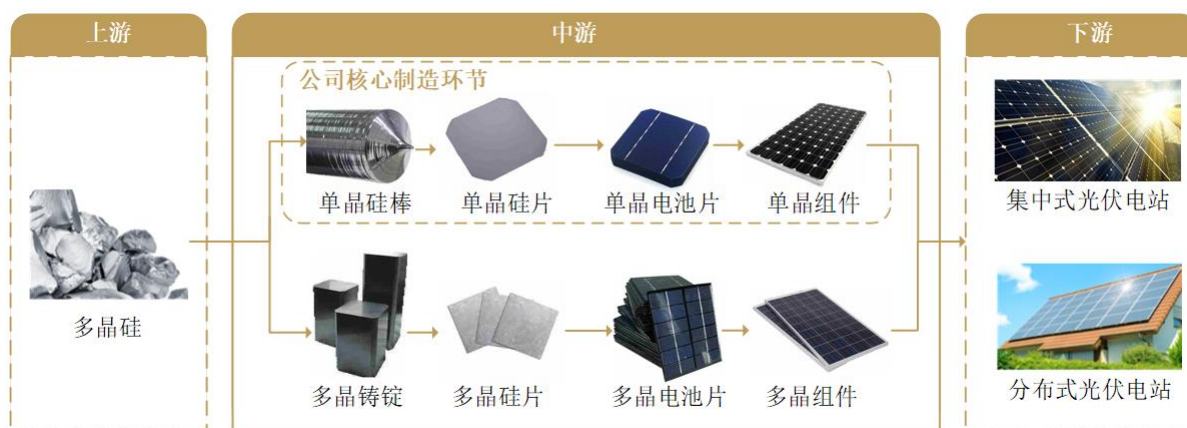 上游
中游
下游
公司核心制造环节
单晶硅棒
单晶硅片
单晶电池片
单晶组件
集中式光伏电站
多晶硅
多晶铸锭
多晶硅片
多晶电池片
多晶组件
分布式光伏电站